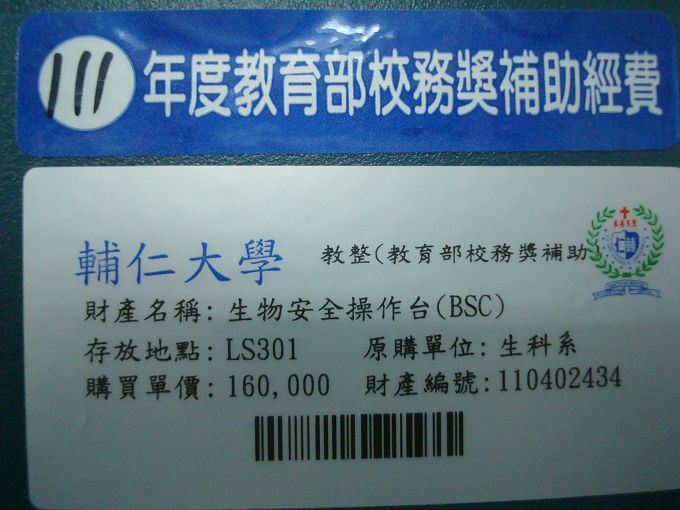 111 年度教育部校務獎補助經費
輔仁大學 教整(教育部校務獎補助
財產名稱: 生物安全操作台(BSC)
存放地點: LS301 原購單位: 生科系
購買單價: 160,000 財產編號: 110402434